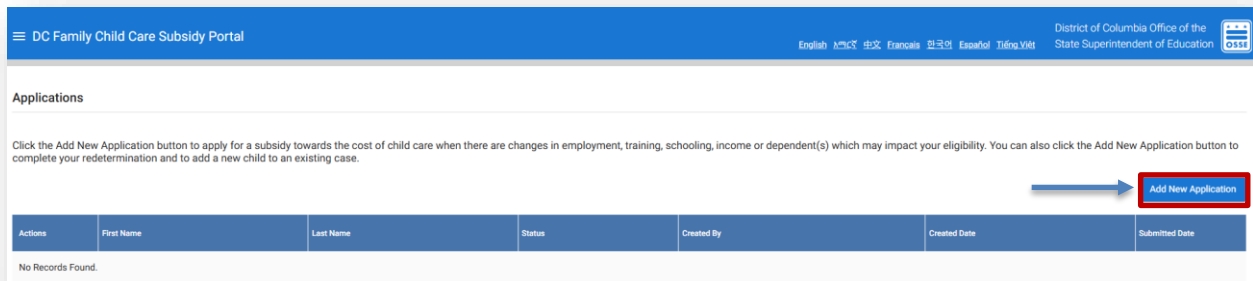 DC Family Child Care Subsidy Portal
English አማርኛ 中文 Français 한국어 Español Tiếng Việt
District of Columbia Office of the
State Superintendent of Education
OSSE
Applications
Click the Add New Application button to apply for a subsidy towards the cost of child care when there are changes in employment, training, schooling, income or dependent(s) which may impact your eligibility. You can also click the Add New Application button to
complete your redetermination and to add a new child to an existing case.
Add New Application
Actions First Name Last Name Status Created By Created Date Submitted Date
No Records Found.